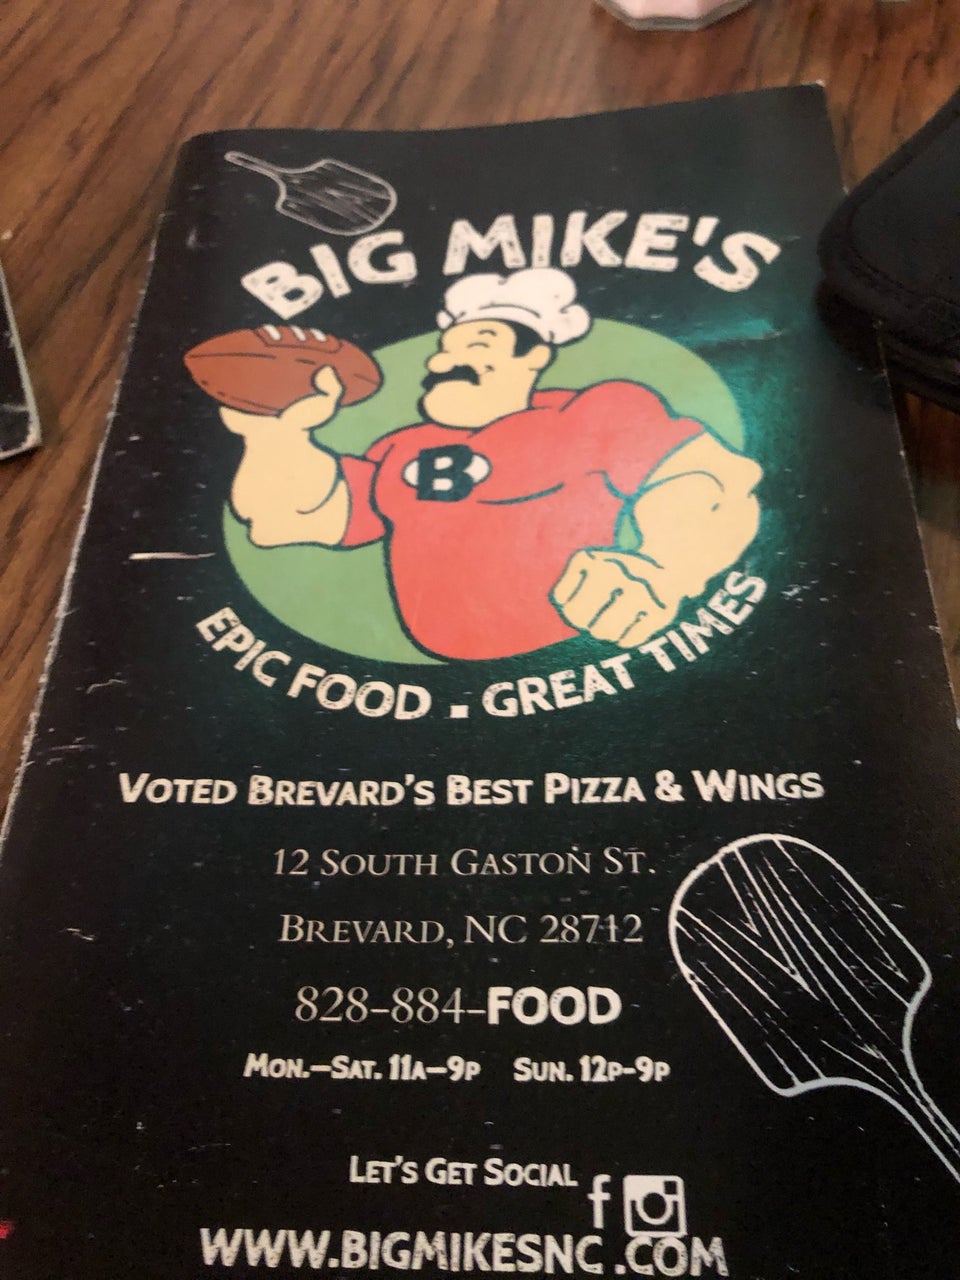 BIG MIKE'S
B
EPIC FOOD . GREAT TIMES
VOTED BREVARD'S BEST PIZZA & WINGS
12 SOUTH GASTON ST.
BREVARD, NC 28712
828-884-FOOD
MON.-SAT. 11A-9P SUN. 12P-9P
LET'S GET SOCIAL f
WWW.BIGMIKESNC.COM